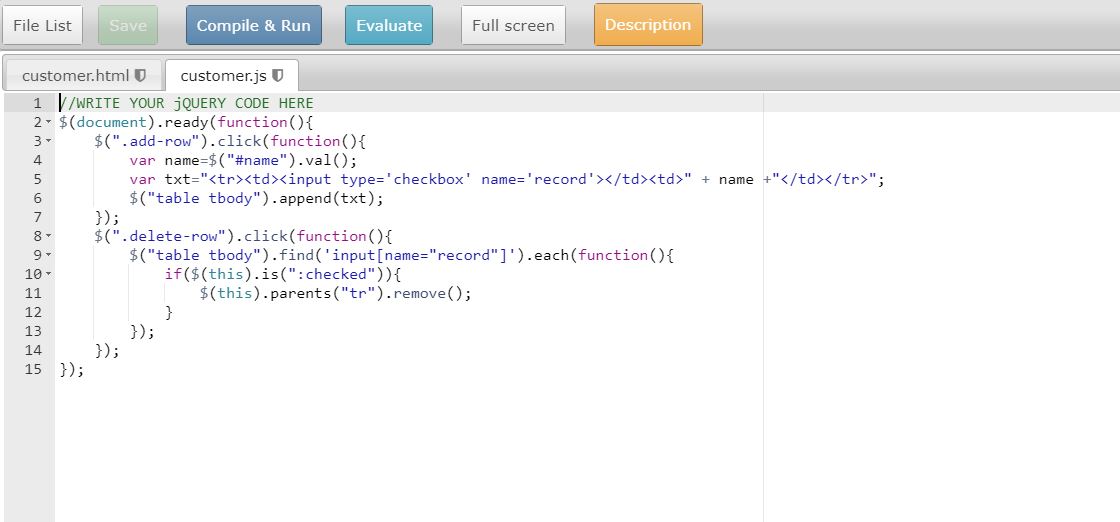 File List Save Compile & Run Evaluate Full screen Description
customer.html customer.js
1 //WRITE YOUR jQUERY CODE HERE
2 $(document).ready(function(){
3     $(".add-row").click(function(){
4         var name=$("#name").val();
5         var txt="<tr><td><input type='checkbox' name='record'></td><td>" + name +"</td></tr>";
6         $("table tbody").append(txt);
7     });
8     $(".delete-row").click(function(){
9         $("table tbody").find('input[name="record"]').each(function(){
10             if($(this).is(":checked")){
11                 $(this).parents("tr").remove();
12             }
13         });
14     });
15 });